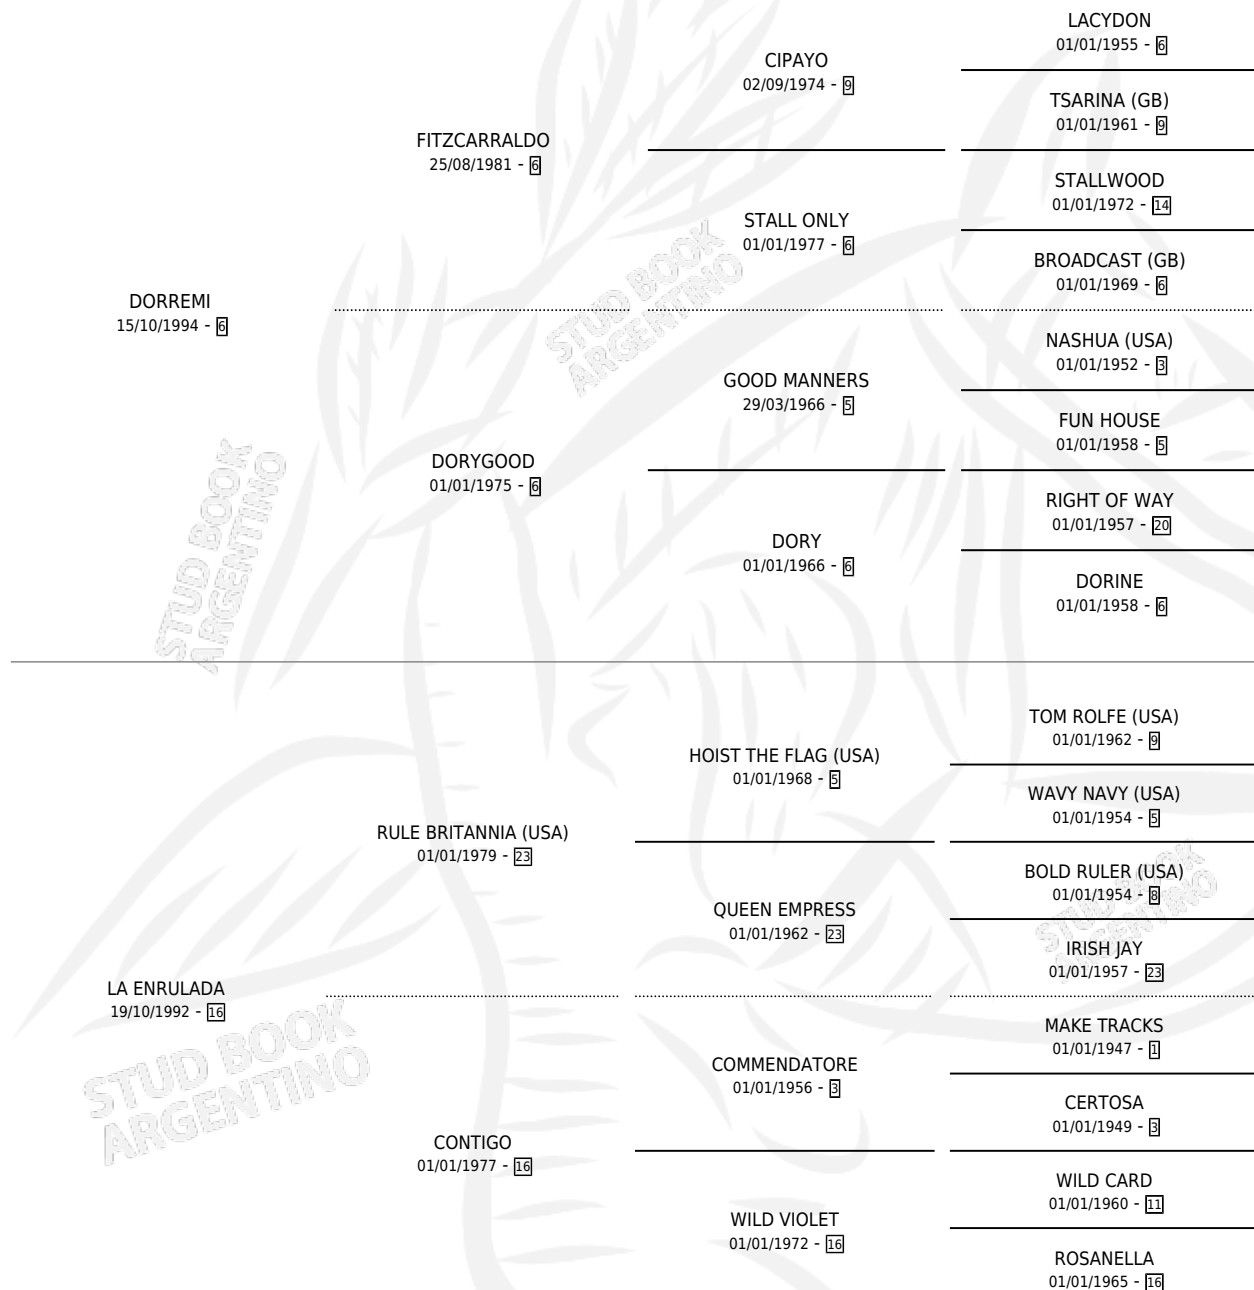 LACYDON
01/01/1955 - 6
CIPAYO
02/09/1974 - 9
TSARINA (GB)
01/01/1961 - 9
FITZCARRALDO
25/08/1981 - 6
STALLWOOD
01/01/1972 - 14
STALL ONLY
01/01/1977 - 6
BROADCAST (GB)
01/01/1969 - 6
DORREMI
15/10/1994 - 6
STUD BOOK
ARGENTINO
NASHUA (USA)
01/01/1952 - 3
GOOD MANNERS
29/03/1966 - 5
FUN HOUSE
01/01/1958 - 5
DORYGOOD
01/01/1975 - 6
RIGHT OF WAY
01/01/1957 - 20
DORY
01/01/1966 - 6
DORINE
01/01/1958 - 6
STUD BOOK
ARGENTINO
TOM ROLFE (USA)
01/01/1962 - 9
HOIST THE FLAG (USA)
01/01/1968 - 5
WAVY NAVY (USA)
01/01/1954 - 5
RULE BRITANNIA (USA)
01/01/1979 - 23
BOLD RULER (USA)
01/01/1954 - 8
QUEEN EMPRESS
01/01/1962 - 23
STUD BOOK
ARGENTINO
IRISH JAY
01/01/1957 - 23
LA ENRULADA
19/10/1992 - 16
MAKE TRACKS
01/01/1947 - 1
COMMENDATORE
01/01/1956 - 3
STUD BOOK
ARGENTINO
CERTOSA
01/01/1949 - 3
CONTIGO
01/01/1977 - 16
WILD CARD
01/01/1960 - 11
WILD VIOLET
01/01/1972 - 16
ROSANELLA
01/01/1965 - 16